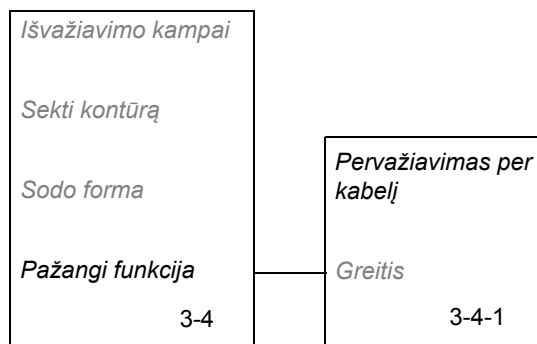 Išvažiavimo kampai
Sekti kontūrą
Sodo forma
Pažangi funkcija
3-4
Pervažiavimas per
kabelį
Greitis
3-4-1